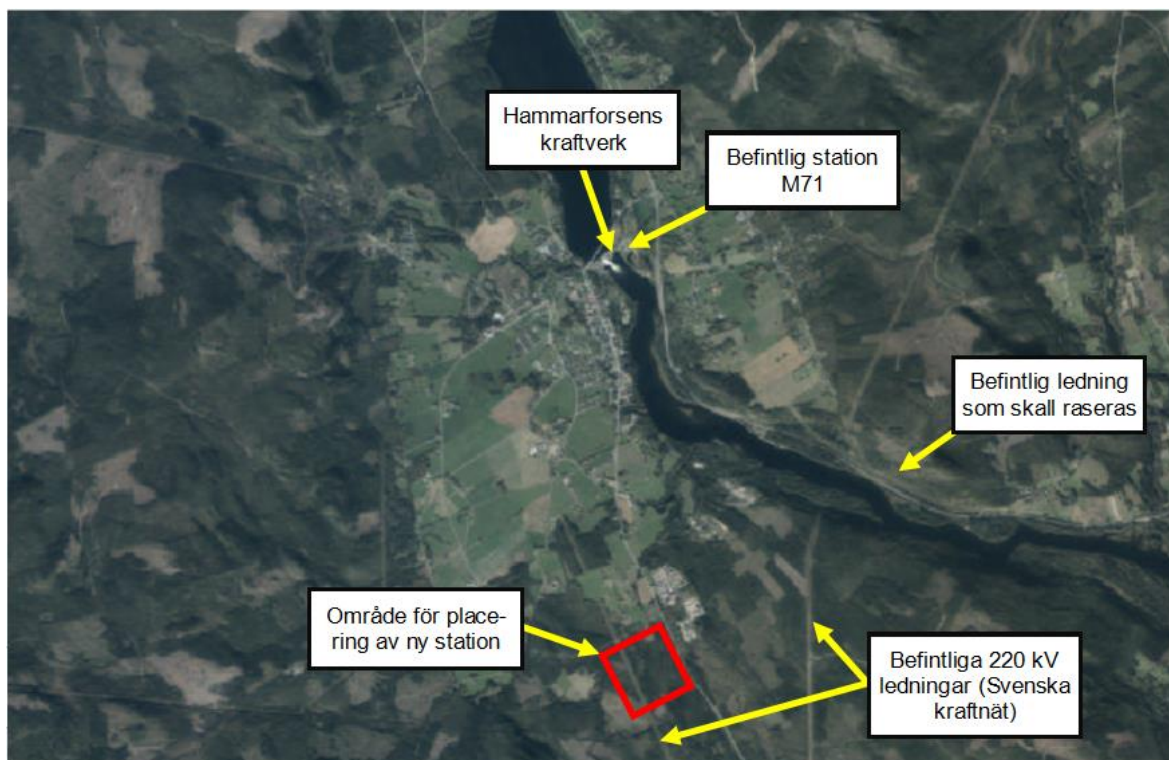 Hammarforsens
kraftverk
Befintlig station
M71
Befintlig ledning
som skall raseras
Område för place-
ring av ny station
Befintliga 220 kV
ledningar (Svenska
kraftnät)